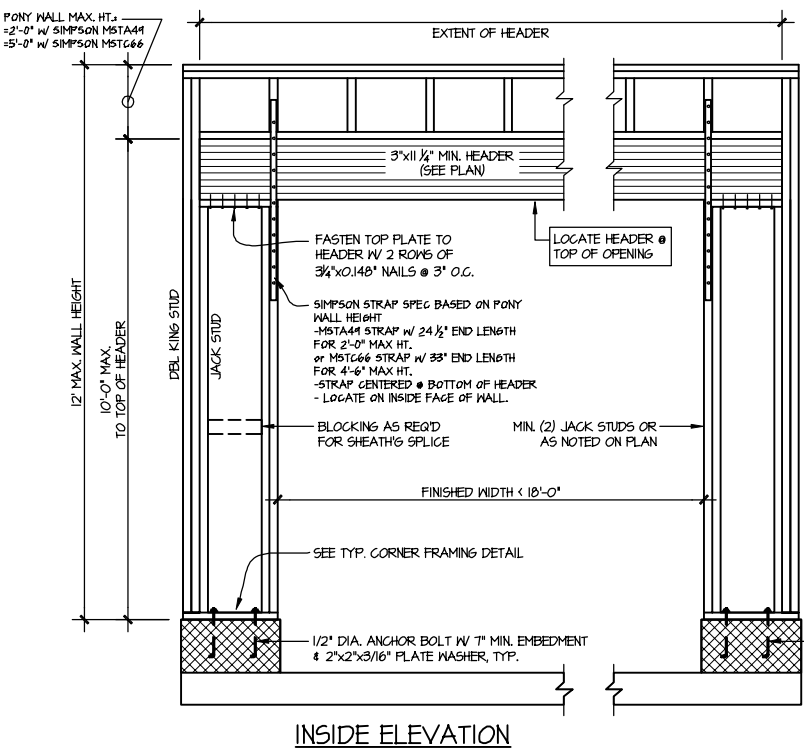 PONY WALL MAX. HT.:
=2'-0" W/ SIMPSON MSTA49
=5'-0" W/ SIMPSON MSTC66
EXTENT OF HEADER
3"x11 1/4" MIN. HEADER
(SEE PLAN)
FASTEN TOP PLATE TO
HEADER W/ 2 ROWS OF
3 1/4"x0.148" NAILS @ 3" O.C.
LOCATE HEADER @
TOP OF OPENING
SIMPSON STRAP SPEC BASED ON PONY
WALL HEIGHT
-MSTA49 STRAP W/ 24 1/2" END LENGTH
FOR 2'-0" MAX HT.
or MSTC66 STRAP W/ 33" END LENGTH
FOR 4'-6" MAX HT.
-STRAP CENTERED @ BOTTOM OF HEADER
- LOCATE ON INSIDE FACE OF WALL.
12' MAX. WALL HEIGHT
10'-0" MAX.
TO TOP OF HEADER
DBL KING STUD
JACK STUD
BLOCKING AS REQ'D
FOR SHEATH'G SPLICE
MIN. (2) JACK STUDS OR
AS NOTED ON PLAN
FINISHED WIDTH < 18'-0"
SEE TYP. CORNER FRAMING DETAIL
1/2" DIA. ANCHOR BOLT W/ 7" MIN. EMBEDMENT
& 2"x2"x3/16" PLATE WASHER, TYP.
INSIDE ELEVATION